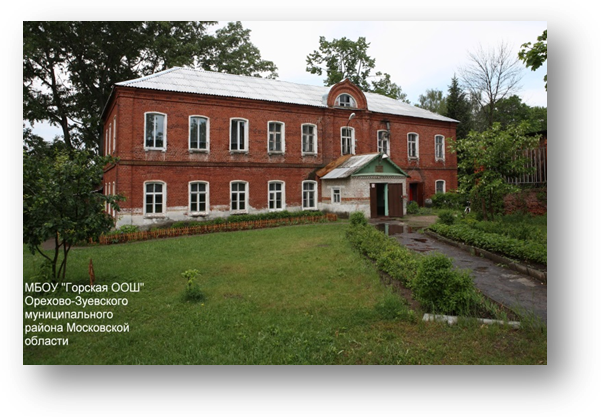 МБОУ "Горская ООШ"
Орехово-Зуевского
муниципального
района Московской
области